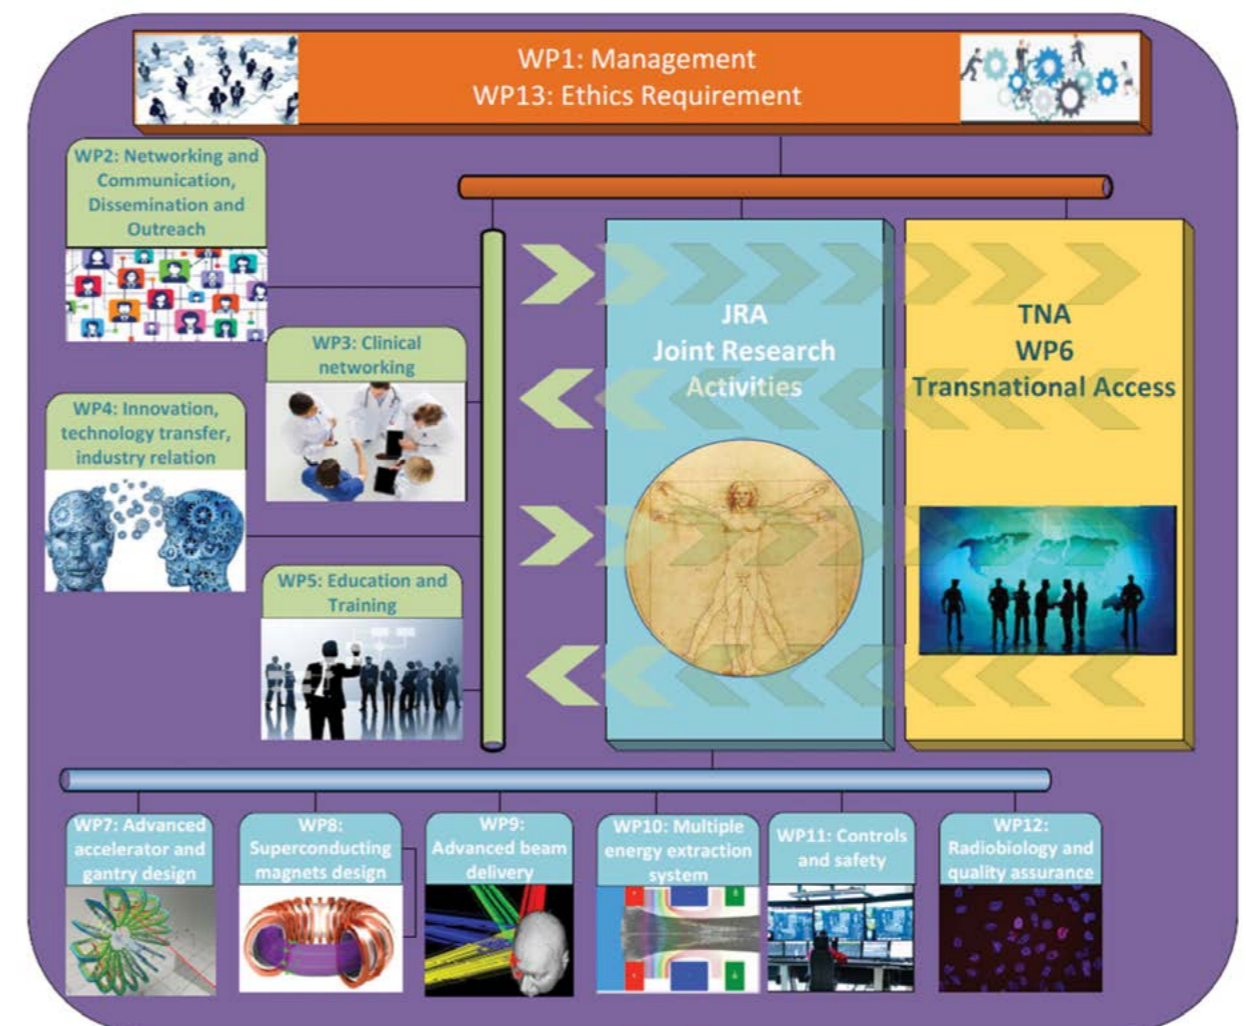 WP1: Management
WP13: Ethics Requirement
WP2: Networking and
Communication,
Dissemination and
Outreach
WP3: Clinical
networking
WP4: Innovation,
technology transfer,
industry relation
WP5: Education and
Training
JRA
Joint Research
Activities
TNA
WP6
Transnational Access
WP7: Advanced
accelerator and
gantry design
WP8:
Superconducting
magnets design
WP9:
Advanced beam
delivery
WP10: Multiple
energy extraction
system
WP11: Controls
and safety
WP12:
Radiobiology and
quality assurance